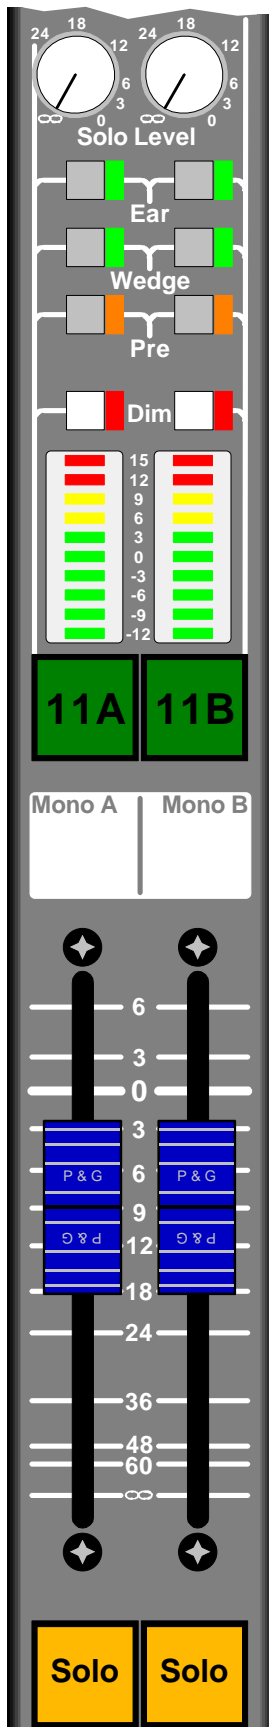 18 18
24 12 24 12
6 6
3 3
∞ 0 ∞ 0
Solo Level
Ear
Wedge
Pre
Dim
15
12
9
6
3
0
-3
-6
-9
-12
11A 11B
Mono A Mono B
6
3
0
3
6
P & G P & G
9
P & G P & G
12
18
24
36
48
60
∞
Solo Solo